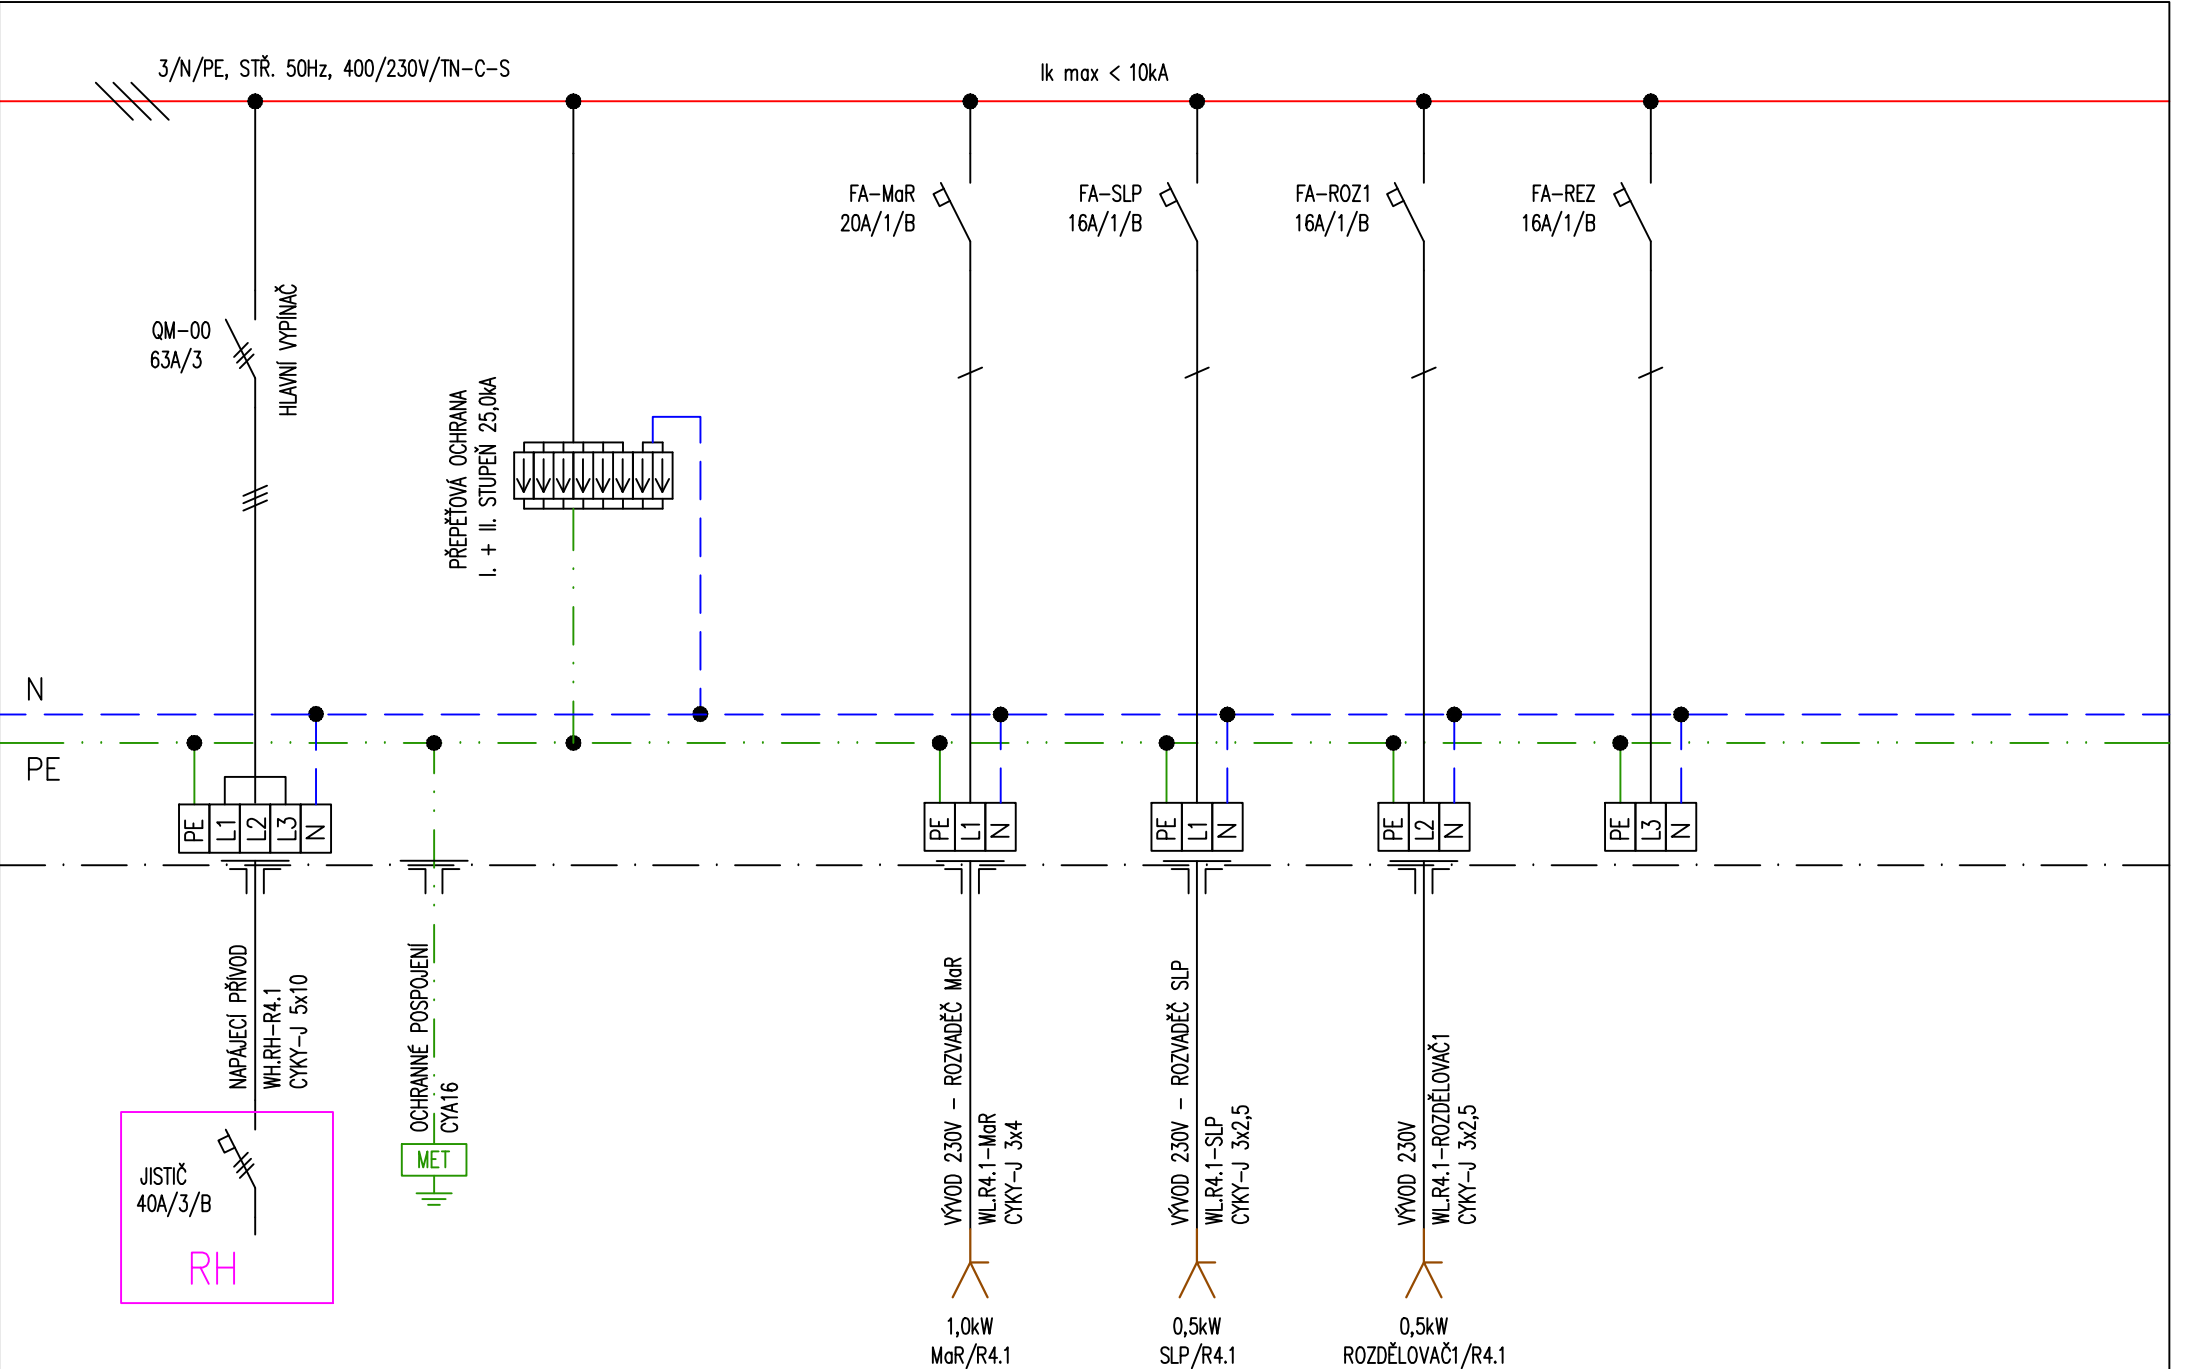 3/N/PE, STŘ. 50Hz, 400/230V/TN-C-S
Ik max < 10kA
FA-MaR
20A/1/B
FA-SLP
16A/1/B
FA-ROZ1
16A/1/B
FA-REZ
16A/1/B
QM-00
63A/3
HLAVNÍ VYPÍNAČ
PŘEPĚŤOVÁ OCHRANA
I. + II. STUPEŇ 25,0kA
N
PE
PE
L1
L2
L3
N
PE
L1
N
PE
L1
N
PE
L2
N
PE
L3
N
NAPÁJECÍ PŘÍVOD
WH.RH-R4.1
CYKY-J 5x10
OCHRANNÉ POSPOJENÍ
CYA16
VÝVOD 230V - ROZVADĚČ MaR
WL.R4.1-MaR
CYKY-J 3x4
VÝVOD 230V - ROZVADĚČ SLP
WL.R4.1-SLP
CYKY-J 3x2,5
VÝVOD 230V
WL.R4.1-ROZDĚLOVAČ1
CYKY-J 3x2,5
JISTIČ
40A/3/B
RH
MET
1,0kW
MaR/R4.1
0,5kW
SLP/R4.1
0,5kW
ROZDĚLOVAČ1/R4.1